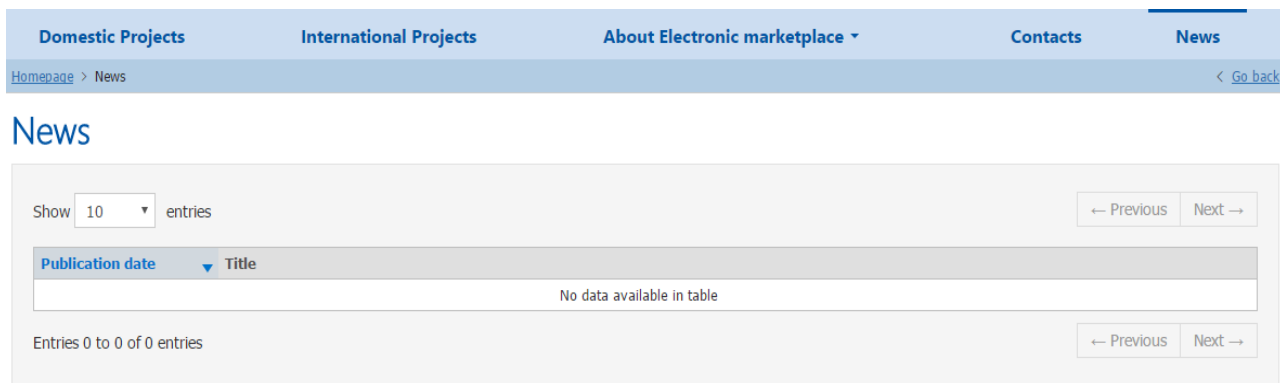 Domestic Projects International Projects About Electronic marketplace Contacts News
Homepage > News < Go back
News
Show 10 entries ← Previous Next →
Publication date Title
No data available in table
Entries 0 to 0 of 0 entries ← Previous Next →